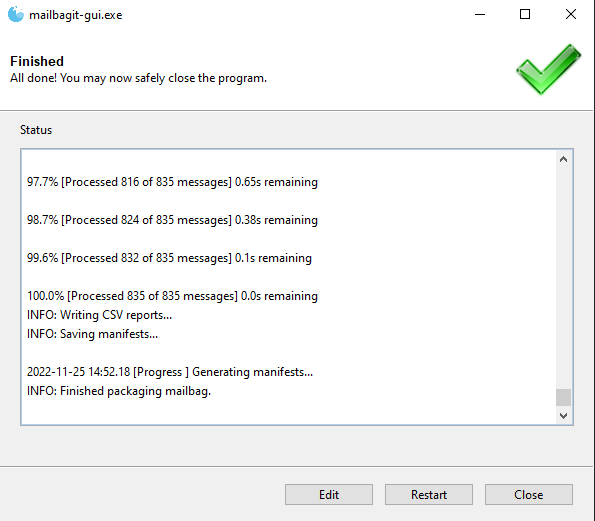 mailbagit-gui.exe
Finished
All done! You may now safely close the program.
Status
97.7% [Processed 816 of 835 messages] 0.65s remaining
98.7% [Processed 824 of 835 messages] 0.38s remaining
99.6% [Processed 832 of 835 messages] 0.1s remaining
100.0% [Processed 835 of 835 messages] 0.0s remaining
INFO: Writing CSV reports...
INFO: Saving manifests...
2022-11-25 14:52.18 [Progress ] Generating manifests...
INFO: Finished packaging mailbag.
Edit
Restart
Close